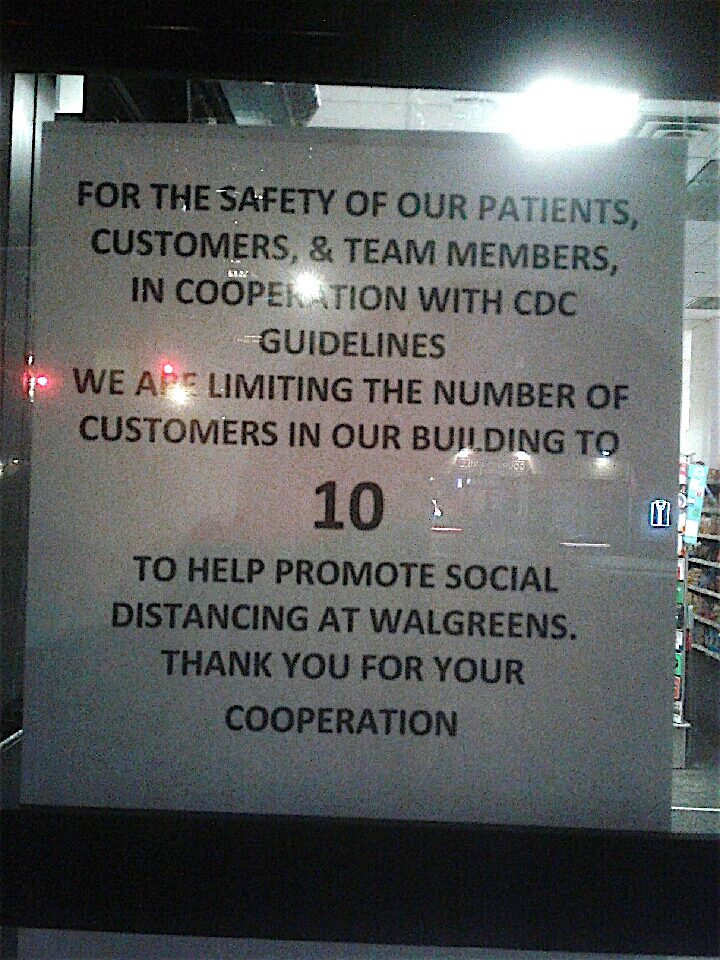 FOR THE SAFETY OF OUR PATIENTS,
CUSTOMERS, & TEAM MEMBERS,
IN COOPERATION WITH CDC
GUIDELINES
WE ARE LIMITING THE NUMBER OF
CUSTOMERS IN OUR BUILDING TO
10
TO HELP PROMOTE SOCIAL
DISTANCING AT WALGREENS.
THANK YOU FOR YOUR
COOPERATION